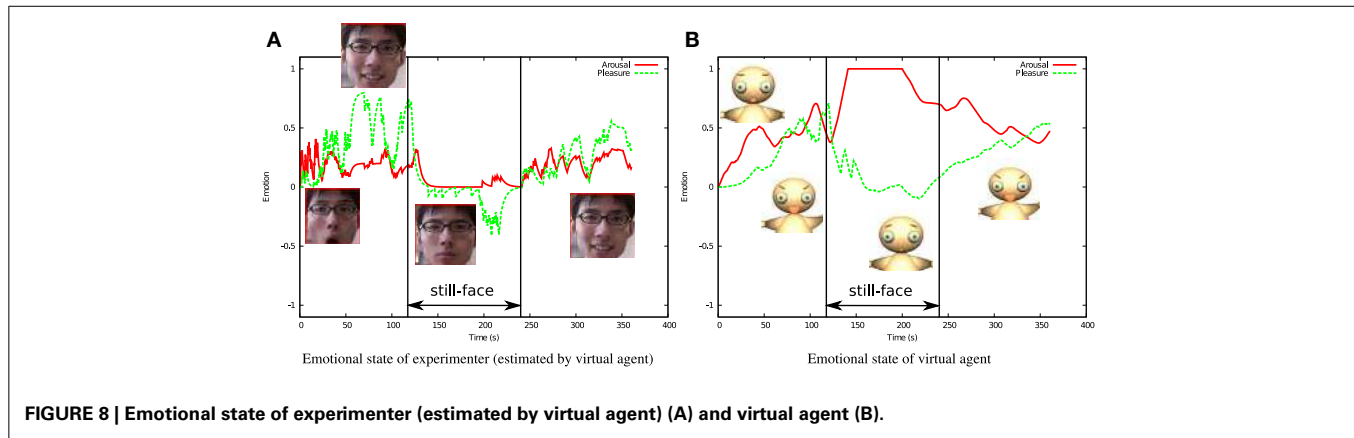 A
B
1
0.5
0
-0.5
-1
Emotion
Arousal
Pleasure
still-face
0
50
100
150
200
250
300
350
400
Time (s)
Emotional state of experimenter (estimated by virtual agent)
1
0.5
0
-0.5
-1
Emotion
Arousal
Pleasure
still-face
0
50
100
150
200
250
300
350
400
Time (s)
Emotional state of virtual agent
FIGURE 8 | Emotional state of experimenter (estimated by virtual agent) (A) and virtual agent (B).